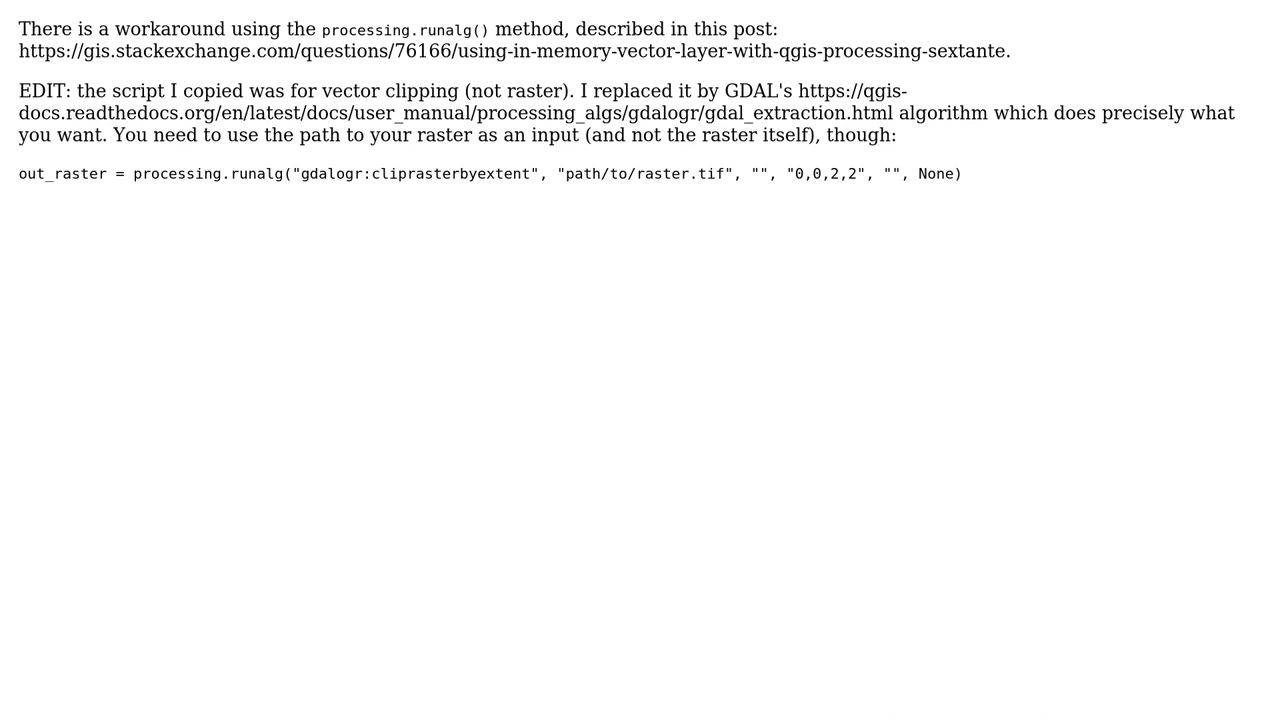 There is a workaround using the processing.runalg() method, described in this post:
https://gis.stackexchange.com/questions/76166/using-in-memory-vector-layer-with-qgis-processing-sextante.
EDIT: the script I copied was for vector clipping (not raster). I replaced it by GDAL's https://qgis-
docs.readthedocs.org/en/latest/docs/user_manual/processing_algs/gdalogr/gdal_extraction.html algorithm which does precisely what
you want. You need to use the path to your raster as an input (and not the raster itself), though:
out_raster = processing.runalg("gdalogr:cliprasterbyextent", "path/to/raster.tif", "", "0,0,2,2", "", None)